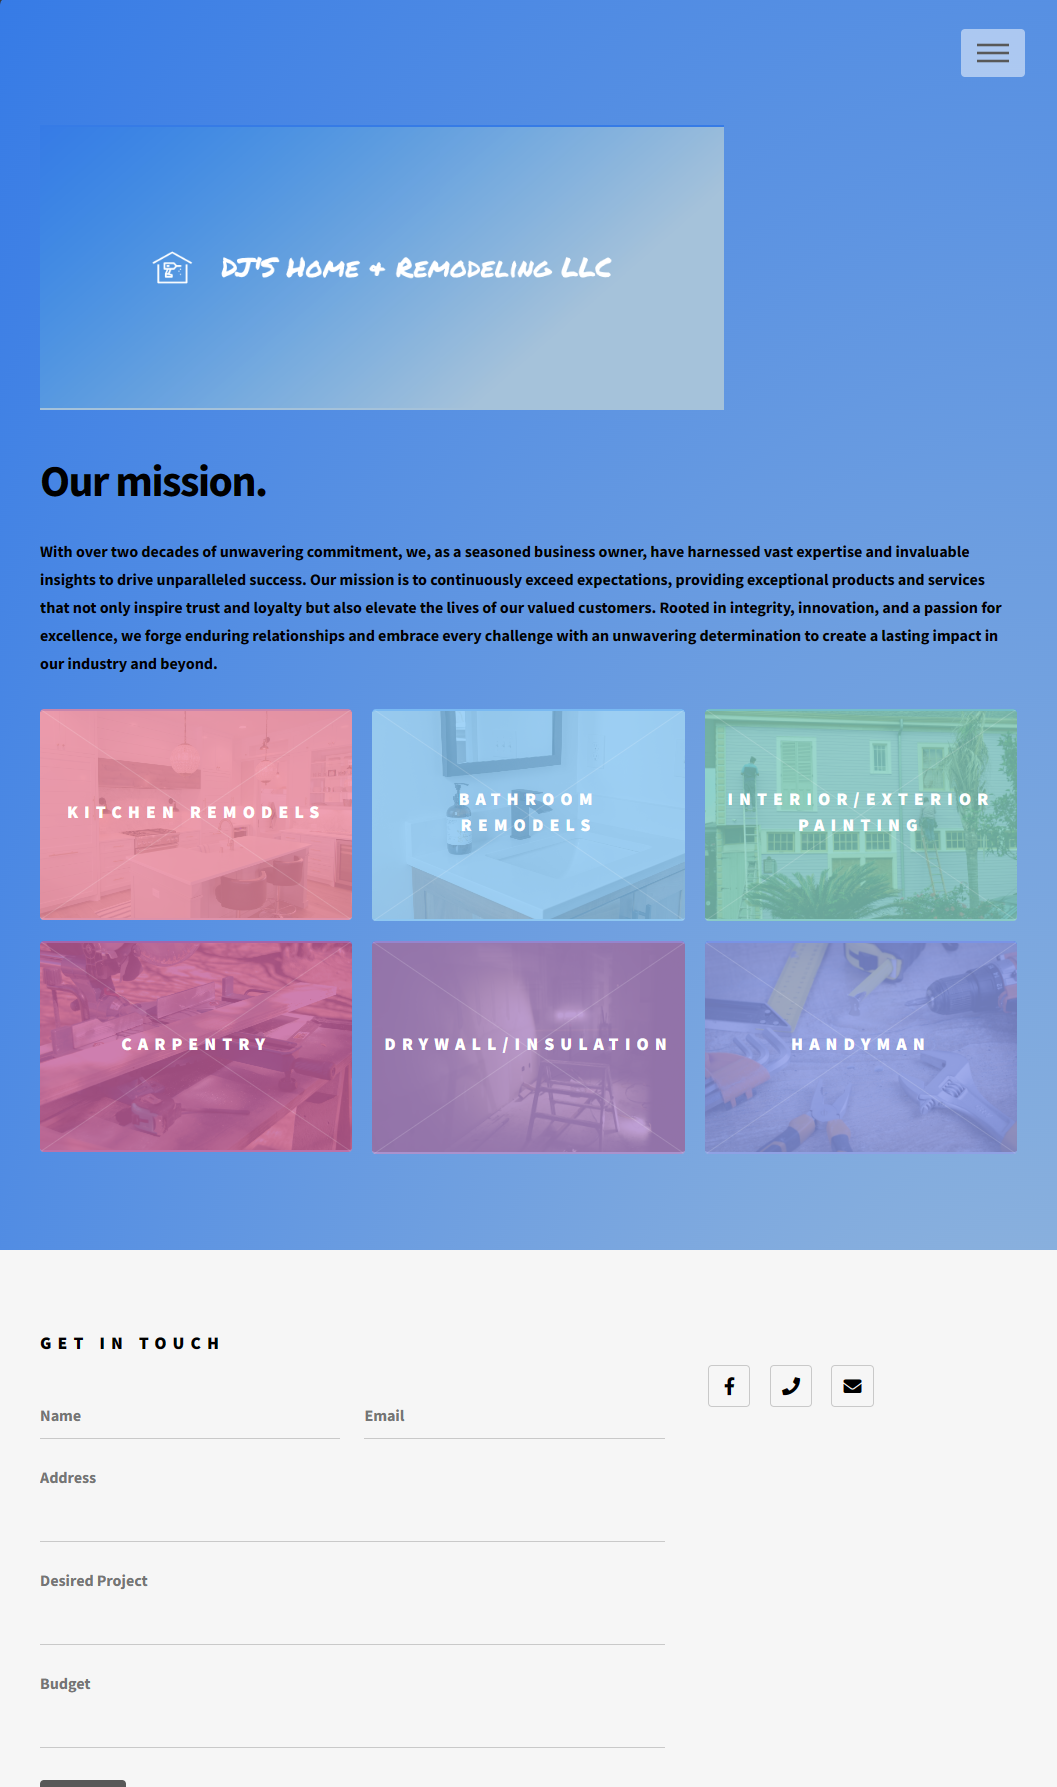 DJ'S Home & Remodeling LLC
Our mission.
With over two decades of unwavering commitment, we, as a seasoned business owner, have harnessed vast expertise and invaluable
insights to drive unparalleled success. Our mission is to continuously exceed expectations, providing exceptional products and services
that not only inspire trust and loyalty but also elevate the lives of our valued customers. Rooted in integrity, innovation, and a passion for
excellence, we forge enduring relationships and embrace every challenge with an unwavering determination to create a lasting impact in
our industry and beyond.
KITCHEN REMODELS
BATHROOM
REMODELS
INTERIOR/EXTERIOR
PAINTING
CARPENTRY
DRYWALL/INSULATION
HANDYMAN
GET IN TOUCH
Name
Email
Address
Desired Project
Budget